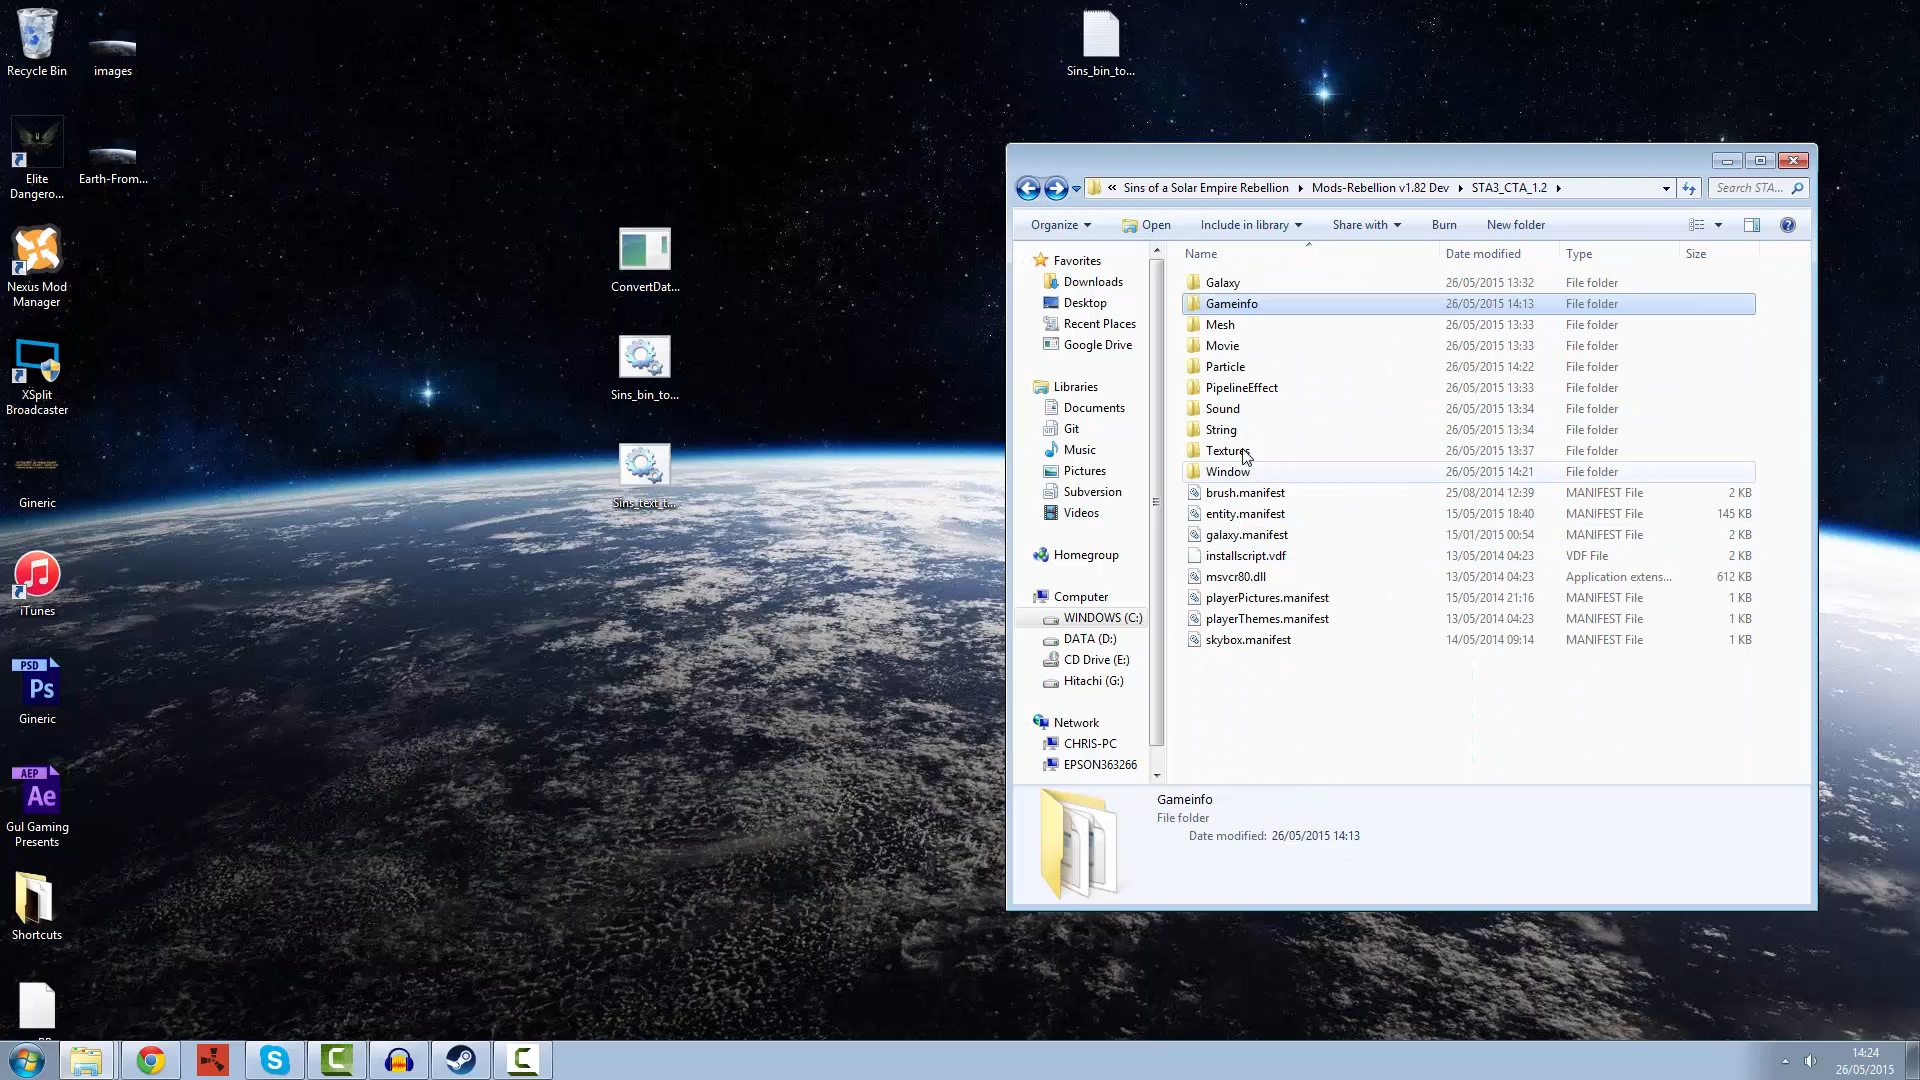 Recycle Bin
images
Elite
Dangero...
Earth-From...
Nexus Mod
Manager
XSplit
Broadcaster
Gineric
iTunes
PSD
Ps
Gineric
AEP
Ae
Gul Gaming
Presents
Shortcuts
ConvertDat...
Sins_bin_to...
Sins_text_t...
Sins_bin_to...
« Sins of a Solar Empire Rebellion Mods-Rebellion v1.82 Dev STA3_CTA_1.2
Search STA...
Organize Open Include in library Share with Burn New folder
Favorites
Downloads
Desktop
Recent Places
Google Drive
Libraries
Documents
Git
Music
Pictures
Subversion
Videos
Homegroup
Computer
WINDOWS (C:)
DATA (D:)
CD Drive (E:)
Hitachi (G:)
Network
CHRIS-PC
EPSON363266
Name Date modified Type Size
Galaxy 26/05/2015 13:32 File folder
Gameinfo 26/05/2015 14:13 File folder
Mesh 26/05/2015 13:33 File folder
Movie 26/05/2015 13:33 File folder
Particle 26/05/2015 14:22 File folder
PipelineEffect 26/05/2015 13:33 File folder
Sound 26/05/2015 13:34 File folder
String 26/05/2015 13:34 File folder
Textures 26/05/2015 13:37 File folder
Window 26/05/2015 14:21 File folder
brush.manifest 25/08/2014 12:39 MANIFEST File 2 KB
entity.manifest 15/05/2015 18:40 MANIFEST File 145 KB
galaxy.manifest 15/01/2015 00:54 MANIFEST File 2 KB
installscript.vdf 13/05/2014 04:23 VDF File 2 KB
msvcr80.dll 13/05/2014 04:23 Application extens... 612 KB
playerPictures.manifest 15/05/2014 21:16 MANIFEST File 1 KB
playerThemes.manifest 13/05/2014 04:23 MANIFEST File 1 KB
skybox.manifest 14/05/2014 09:14 MANIFEST File 1 KB
Gameinfo
File folder
Date modified: 26/05/2015 14:13
14:24
26/05/2015